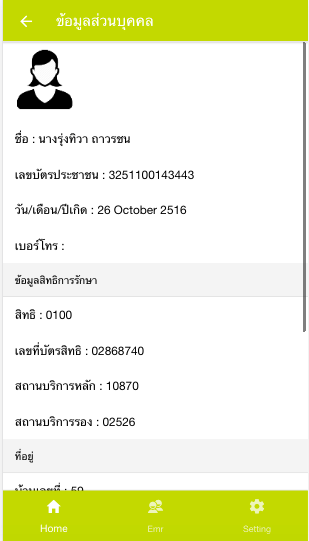 ข้อมูลส่วนบุคคล
ชื่อ : นางรุ่งทิวา ถาวรชน
เลขบัตรประชาชน : 3251100143443
วัน/เดือน/ปีเกิด : 26 October 2516
เบอร์โทร :
ข้อมูลสิทธิการรักษา
สิทธิ : 0100
เลขที่บัตรสิทธิ : 02868740
สถานบริการหลัก : 10870
สถานบริการรอง : 02526
ที่อยู่
บ้านเลขที่ : 59
Home
Emr
Setting